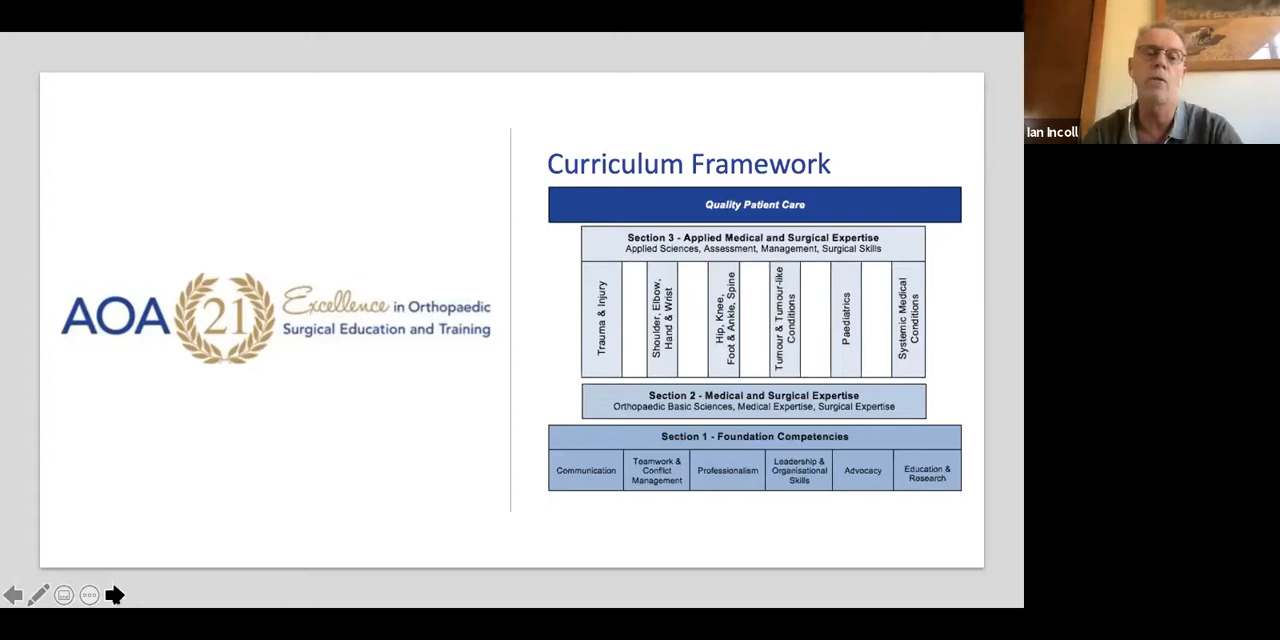 AOA 21 Excellence in Orthopaedic
Surgical Education and Training
Curriculum Framework
Quality Patient Care
Section 3 - Applied Medical and Surgical Expertise
Applied Sciences, Assessment, Management, Surgical Skills
Trauma & Injury
Shoulder, Elbow,
Hand & Wrist
Hip, Knee,
Foot & Ankle, Spine
Tumour & Tumour-like
Conditions
Paediatrics
Systemic Medical
Conditions
Section 2 - Medical and Surgical Expertise
Orthopaedic Basic Sciences, Medical Expertise, Surgical Expertise
Section 1 - Foundation Competencies
Communication
Teamwork &
Conflict
Management
Professionalism
Leadership &
Organisational
Skills
Advocacy
Education &
Research
Ian Incoll